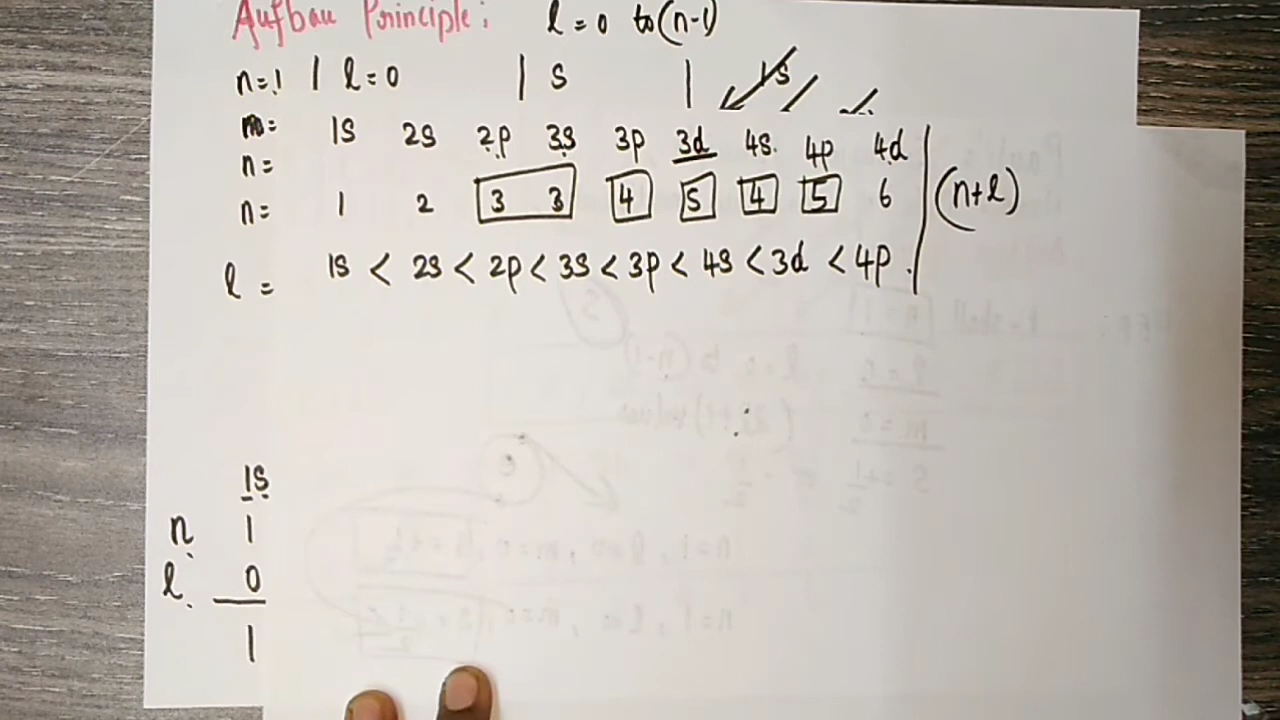 Aufbau Principle: l = 0 to (n-1)
n=1 | l=0 | S | 1S
m= 1S 2S 2p 3S 3p 3d 4S. 4p 4d
n=
n= 1 2 3 3 4 5 4 5 6 (n+l)
l = 1S < 2S < 2p < 3S < 3p < 4S < 3d < 4p.
1S
n 1
l 0
1